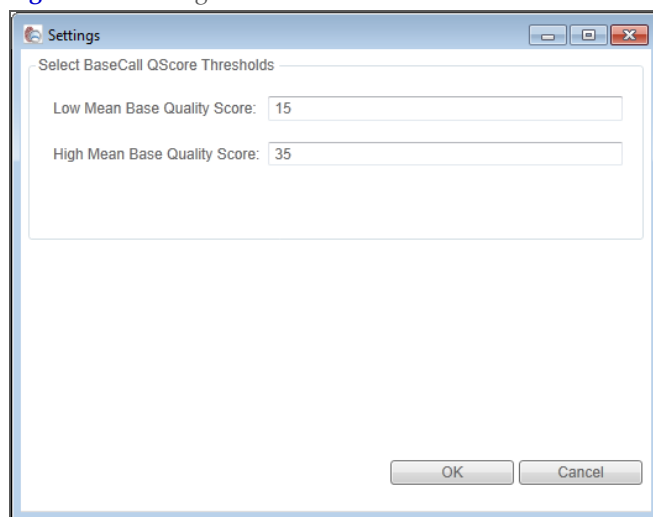 Settings
Select BaseCall QScore Thresholds
Low Mean Base Quality Score: 15
High Mean Base Quality Score: 35
OK Cancel